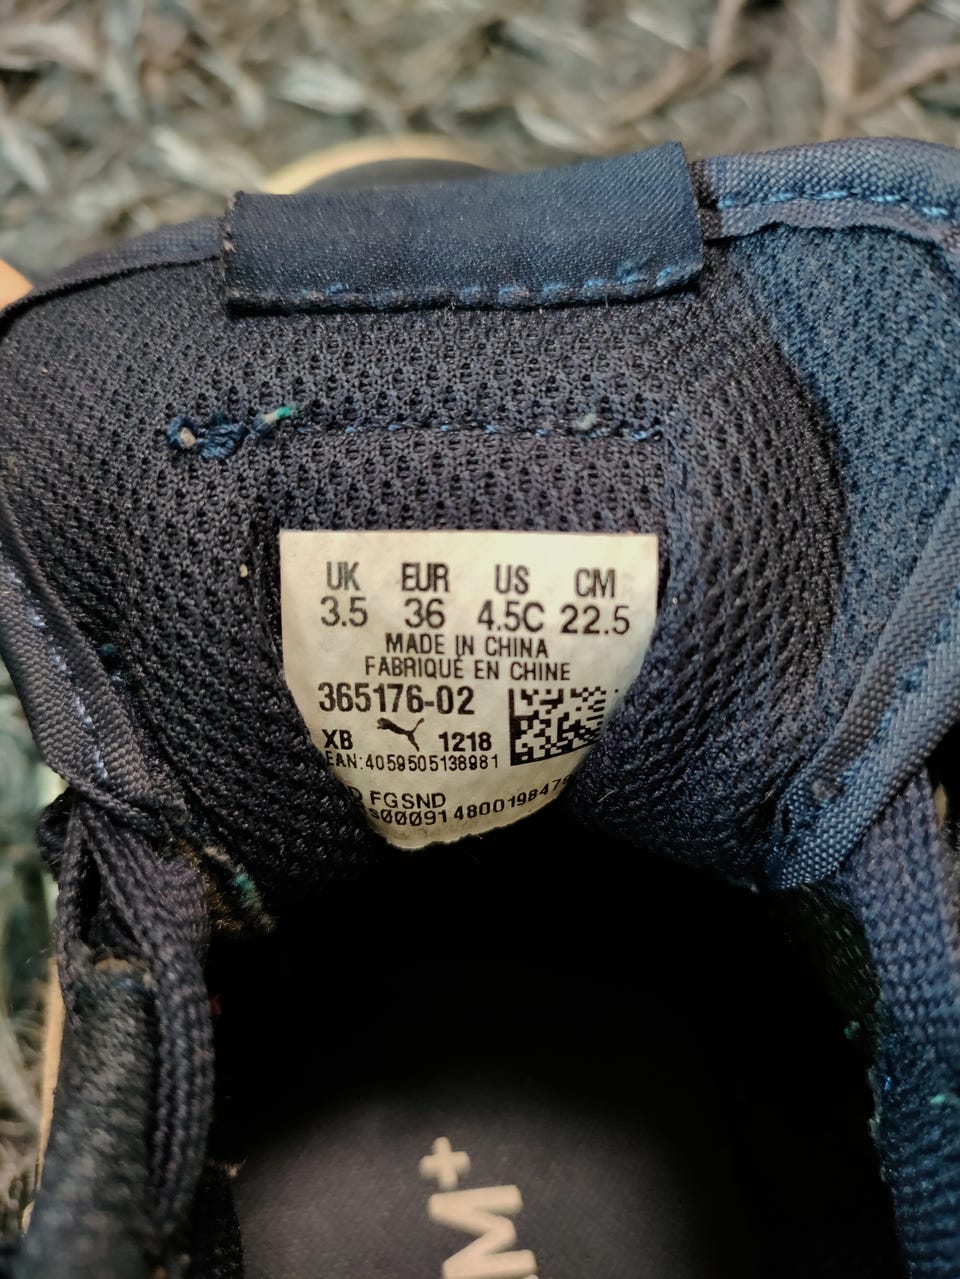 UK EUR US CM
3.5 36 4.5C 22.5
MADE IN CHINA
FABRIQUÉ EN CHINE
365176-02
XB 1218
EAN:4059505138981
FGSND
M+